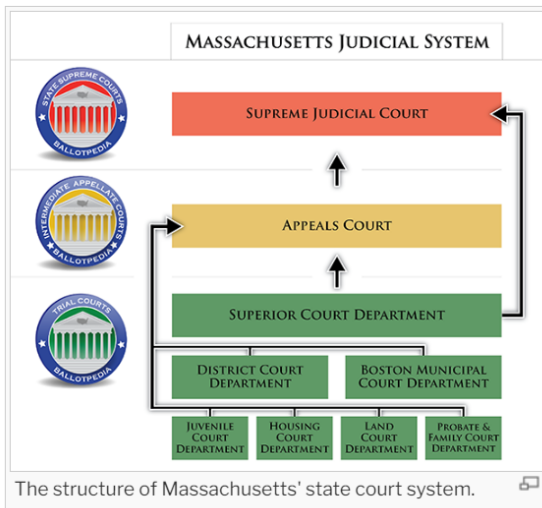 MASSACHUSETTS JUDICIAL SYSTEM
STATE SUPREME COURTS
BALLOTPEDIA
SUPREME JUDICIAL COURT
INTERMEDIATE APPELLATE COURTS
BALLOTPEDIA
APPEALS COURT
TRIAL COURTS
BALLOTPEDIA
SUPERIOR COURT DEPARTMENT
DISTRICT COURT
DEPARTMENT
BOSTON MUNICIPAL
COURT DEPARTMENT
JUVENILE
COURT
DEPARTMENT
HOUSING
COURT
DEPARTMENT
LAND
COURT
DEPARTMENT
PROBATE &
FAMILY COURT
DEPARTMENT
The structure of Massachusetts' state court system.